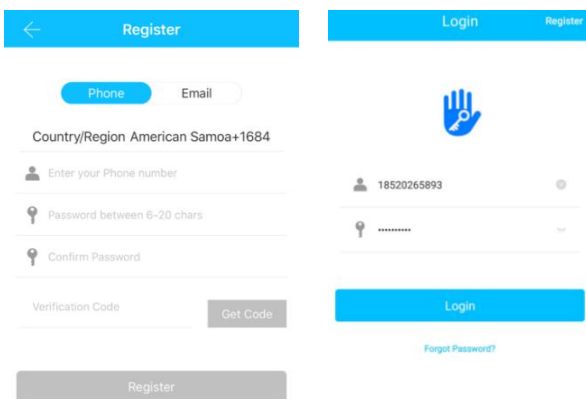 Register
Phone Email
Country/Region American Samoa+1684
Enter your Phone number
Password between 6-20 chars
Confirm Password
Verification Code Get Code
Register
Login Register
18520265893
••••••••••
Login
Forgot Password?